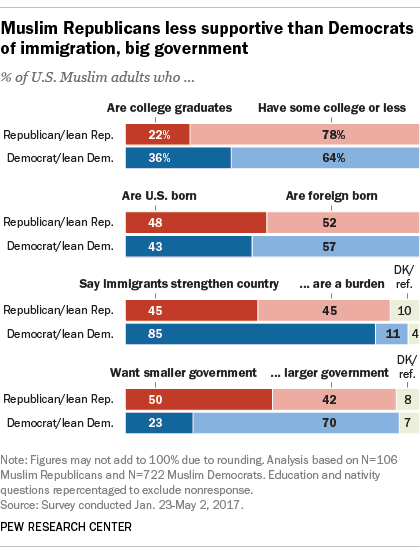 Muslim Republicans less supportive than Democrats
of immigration, big government
% of U.S. Muslim adults who ...
Are college graduates Have some college or less
Republican/lean Rep. 22% 78%
Democrat/lean Dem. 36% 64%
Are U.S. born Are foreign born
Republican/lean Rep. 48 52
Democrat/lean Dem. 43 57
DK/
Say immigrants strengthen country ... are a burden ref.
Republican/lean Rep. 45 45 10
Democrat/lean Dem. 85 11 4
DK/
Want smaller government ... larger government ref.
Republican/lean Rep. 50 42 8
Democrat/lean Dem. 23 70 7
Note: Figures may not add to 100% due to rounding. Analysis based on N=106
Muslim Republicans and N=722 Muslim Democrats. Education and nativity
questions repercentaged to exclude nonresponse.
Source: Survey conducted Jan. 23-May 2, 2017.
PEW RESEARCH CENTER